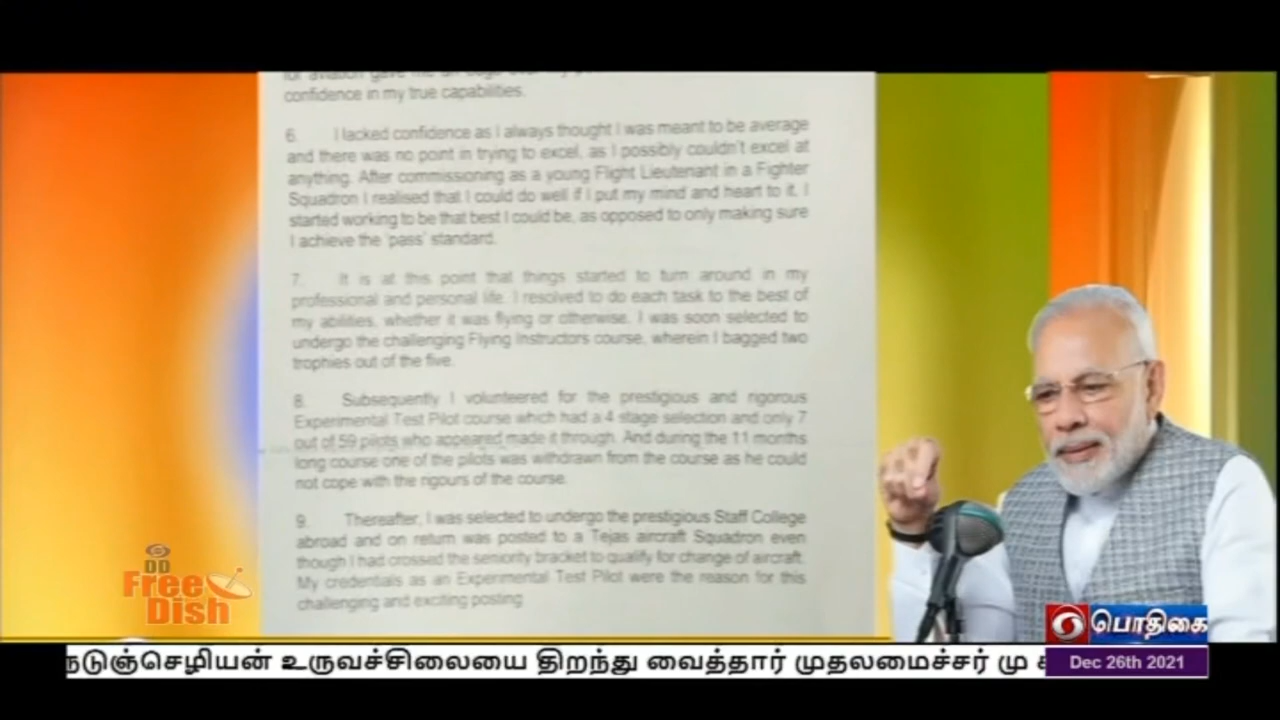 confidence in my true capabilities.
6. I lacked confidence as I always thought I was meant to be average
and there was no point in trying to excel, as I possibly couldn't excel at
anything. After commissioning as a young Flight Lieutenant in a Fighter
Squadron I realised that I could do well if I put my mind and heart to it. I
started working to be that best I could be, as opposed to only making sure
I achieve the 'pass' standard.
7. It is at this point that things started to turn around in my
professional and personal life. I resolved to do each task to the best of
my abilities, whether it was flying or otherwise. I was soon selected to
undergo the challenging Flying Instructors course, wherein I bagged two
trophies out of the five.
8. Subsequently I volunteered for the prestigious and rigorous
Experimental Test Pilot course which had a 4 stage selection and only 7
out of 59 pilots who appeared made it through. And during the 11 months
long course one of the pilots was withdrawn from the course as he could
not cope with the rigours of the course.
9. Thereafter, I was selected to undergo the prestigious Staff College
abroad and on return was posted to a Tejas aircraft Squadron even
though I had crossed the seniority bracket to qualify for change of aircraft.
My credentials as an Experimental Test Pilot were the reason for this
challenging and exciting posting
DD
Free
Dish
பொதிகை
நடுஞ்செழியன் உருவச்சிலையை திறந்து வைத்தார் முதலமைச்சர் மு
Dec 26th 2021